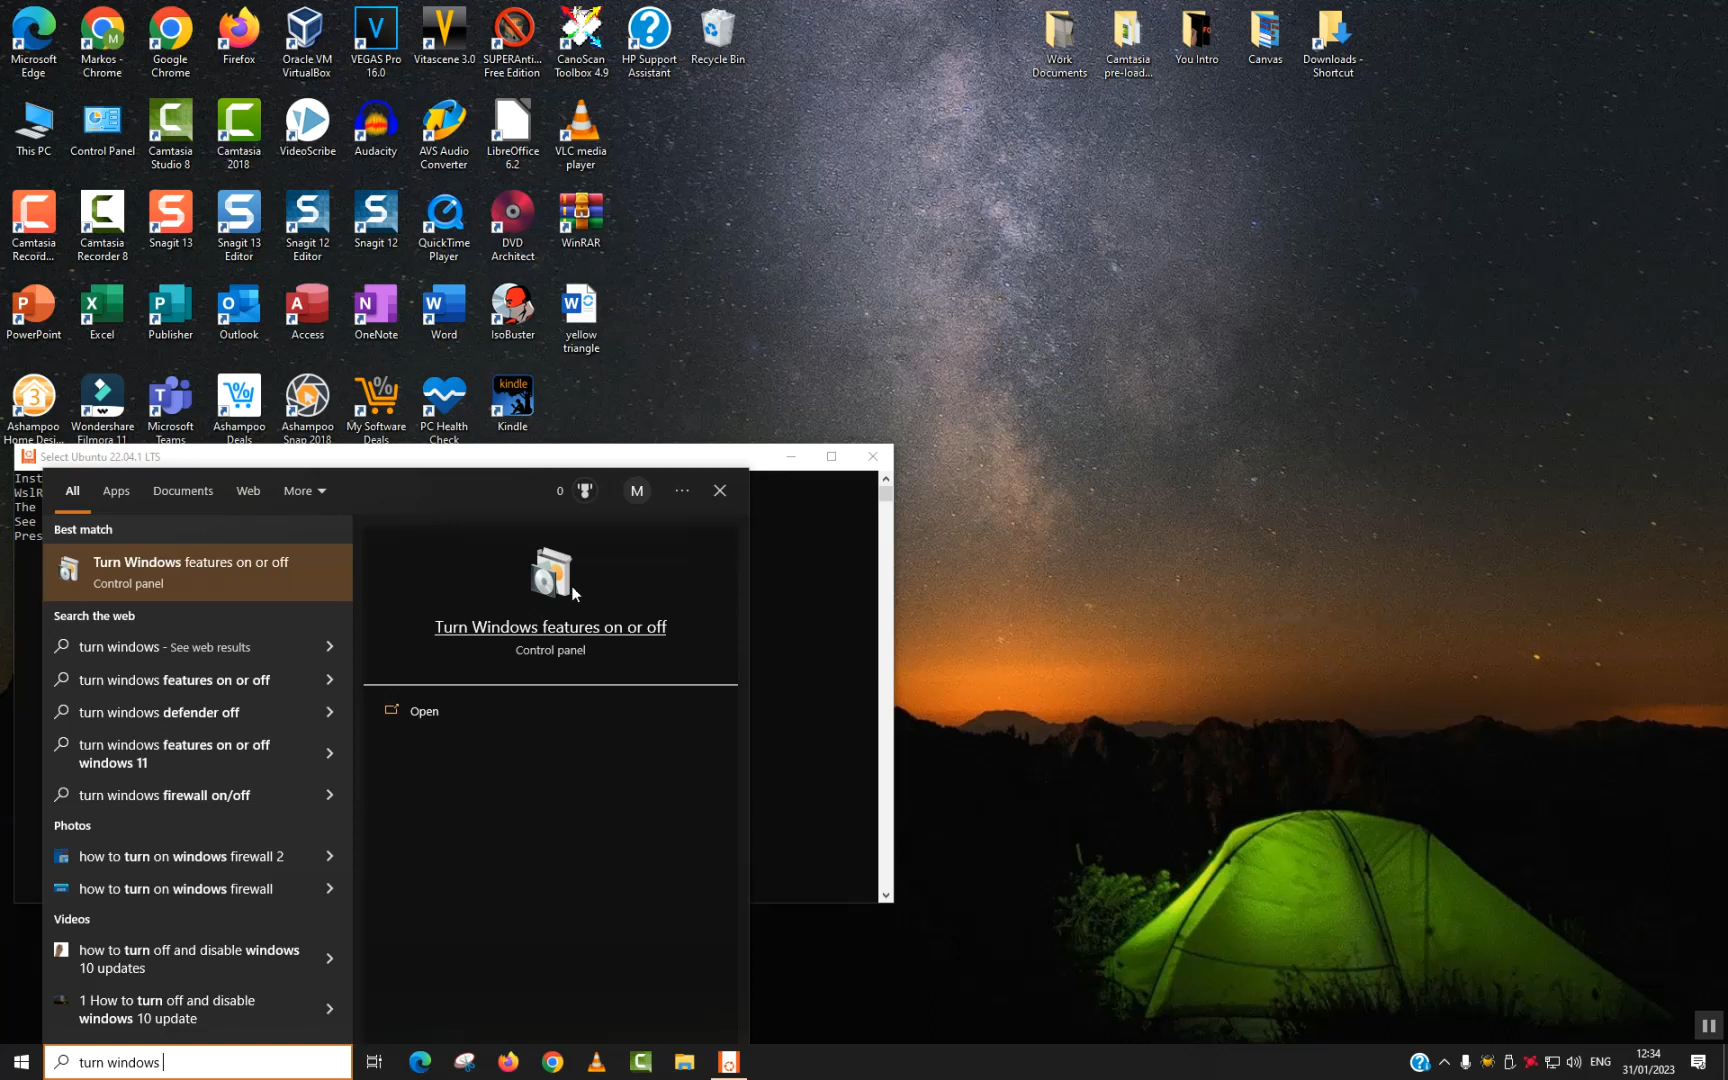 Microsoft
Edge
Markos -
Chrome
Google
Chrome
Firefox
Oracle VM
VirtualBox
VEGAS Pro
16.0
Vitascene 3.0
SUPERAnti...
Free Edition
CanoScan
Toolbox 4.9
HP Support
Assistant
Recycle Bin
Work
Documents
Camtasia
pre-load...
You Intro
Canvas
Downloads -
Shortcut
This PC
Control Panel
Camtasia
Studio 8
Camtasia
2018
VideoScribe
Audacity
AVS Audio
Converter
LibreOffice
6.2
VLC media
player
Camtasia
Record...
Camtasia
Recorder 8
Snagit 13
Snagit 13
Editor
Snagit 12
Editor
Snagit 12
QuickTime
Player
DVD
Architect
WinRAR
PowerPoint
Excel
Publisher
Outlook
Access
OneNote
Word
IsoBuster
yellow
triangle
kindle
Ashampoo
Home Desi...
Wondershare
Filmora 11
Microsoft
Teams
Ashampoo
Deals
Ashampoo
Snap 2018
My Software
Deals
PC Health
Check
Kindle
Select Ubuntu 22.04.1 LTS
Inst
WslR
The
See
Pres
All
Apps
Documents
Web
More
0
M
Best match
Turn Windows features on or off
Control panel
Search the web
turn windows - See web results
turn windows features on or off
turn windows defender off
turn windows features on or off
windows 11
turn windows firewall on/off
Photos
how to turn on windows firewall 2
how to turn on windows firewall
Videos
how to turn off and disable windows
10 updates
1 How to turn off and disable
windows 10 update
Turn Windows features on or off
Control panel
Open
turn windows
ENG
12:34
31/01/2023